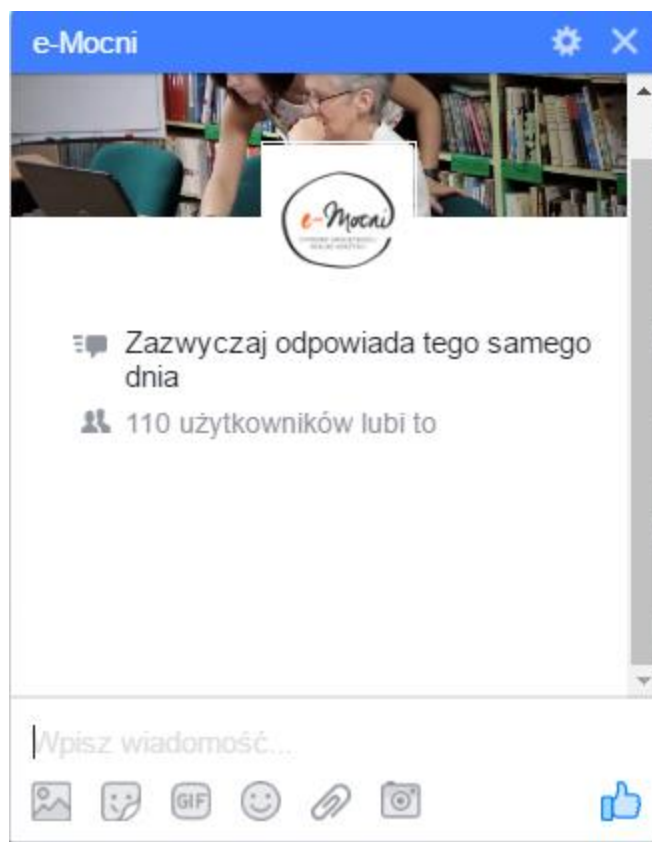 e-Mocni
e-Mocni
Zazwyczaj odpowiada tego samego
dnia
110 użytkowników lubi to
Wpisz wiadomość...
GIF